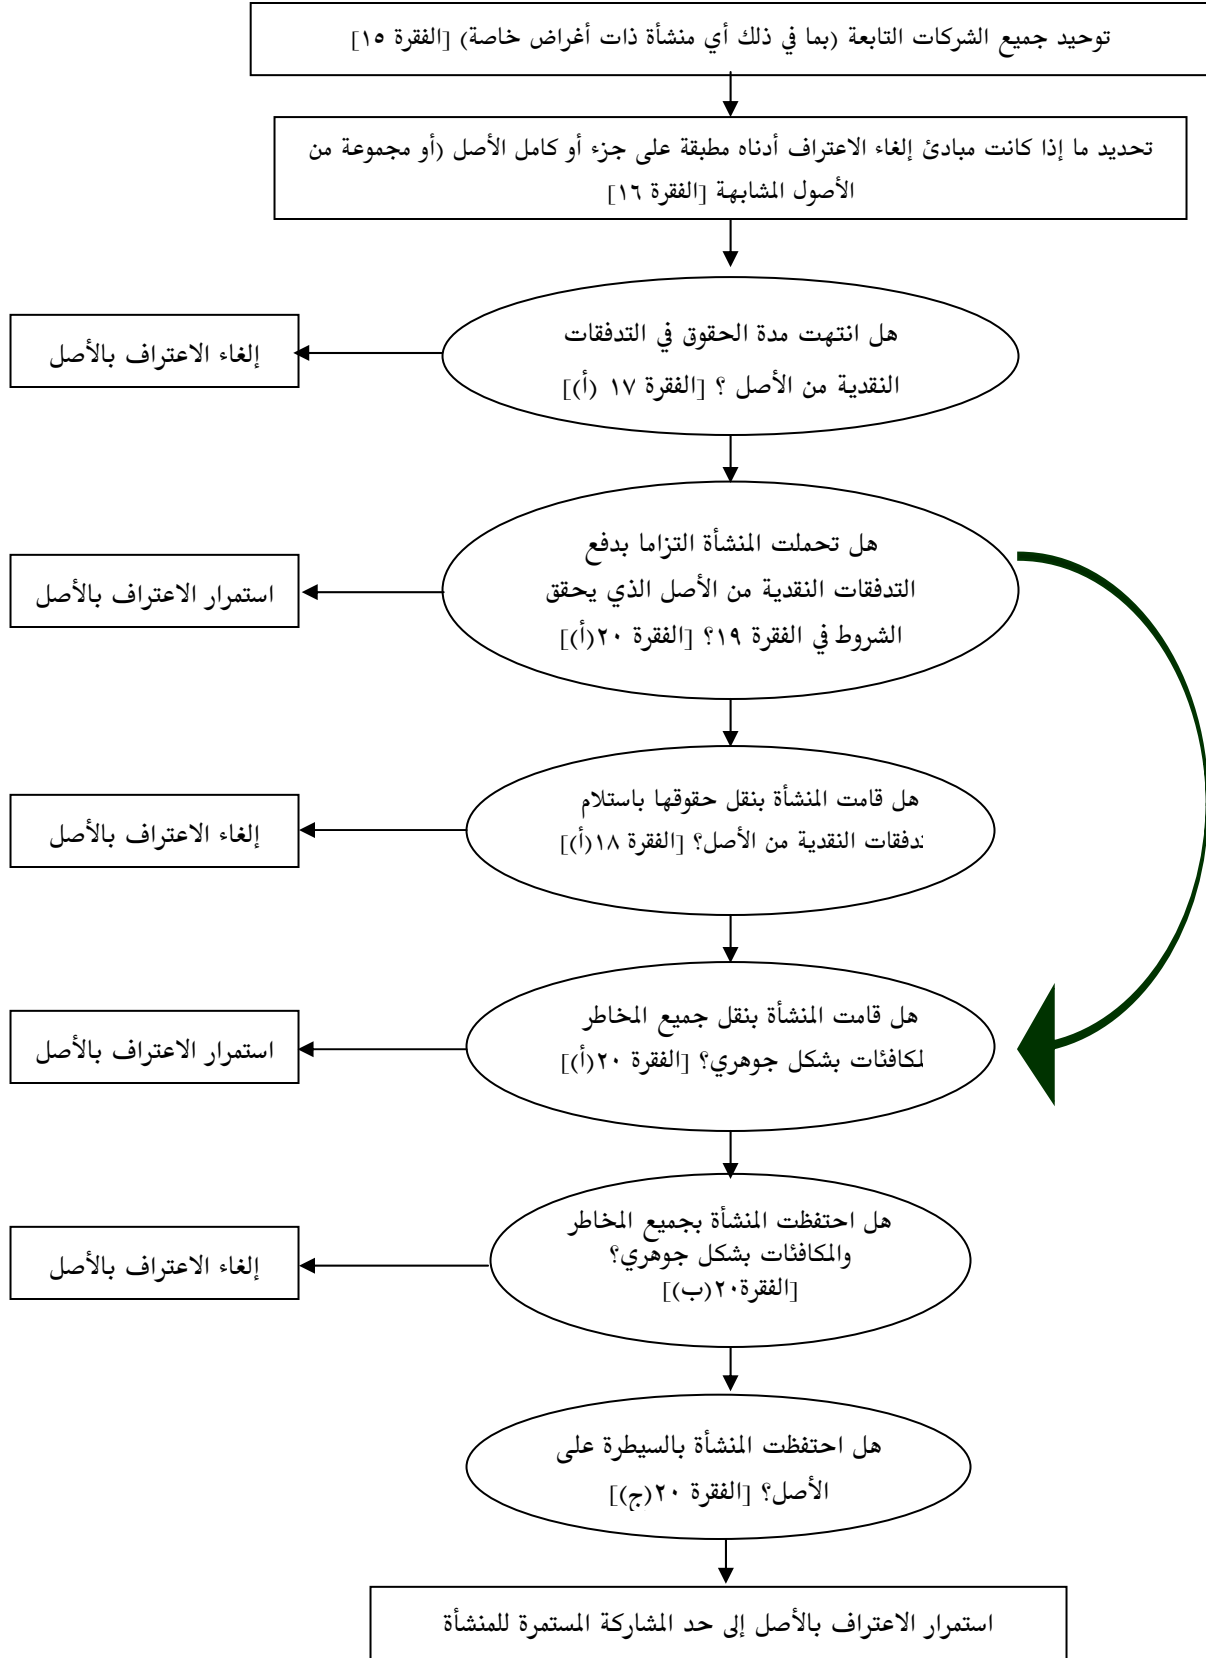 توحيد جميع الشركات التابعة (بما في ذلك أي منشأة ذات أغراض خاصة) [الفقرة ١٥]
تحديد ما إذا كانت مبادئ إلغاء الاعتراف أدناه مطبقة على جزء أو كامل الأصل (أو مجموعة من
الأصول المشابهة [الفقرة ١٦]
هل انتهت مدة الحقوق في التدفقات
النقدية من الأصل ؟ [الفقرة ١٧ (أ)]
إلغاء الاعتراف بالأصل
هل تحملت المنشأة التزاما بدفع
التدفقات النقدية من الأصل الذي يحقق
الشروط في الفقرة ١٩؟ [الفقرة ٢٠(أ)]
استمرار الاعتراف بالأصل
هل قامت المنشأة بنقل حقوقها باستلام
تدفقات النقدية من الأصل؟ [الفقرة ١٨(أ)]
إلغاء الاعتراف بالأصل
هل قامت المنشأة بنقل جميع المخاطر
لمكافئات بشكل جوهري؟ [الفقرة ٢٠(أ)]
استمرار الاعتراف بالأصل
هل احتفظت المنشأة بجميع المخاطر
والمكافئات بشكل جوهري؟
[الفقرة٢٠(ب)]
إلغاء الاعتراف بالأصل
هل احتفظت المنشأة بالسيطرة على
الأصل؟ [الفقرة ٢٠(ج)]
استمرار الاعتراف بالأصل إلى حد المشاركة المستمرة للمنشأة